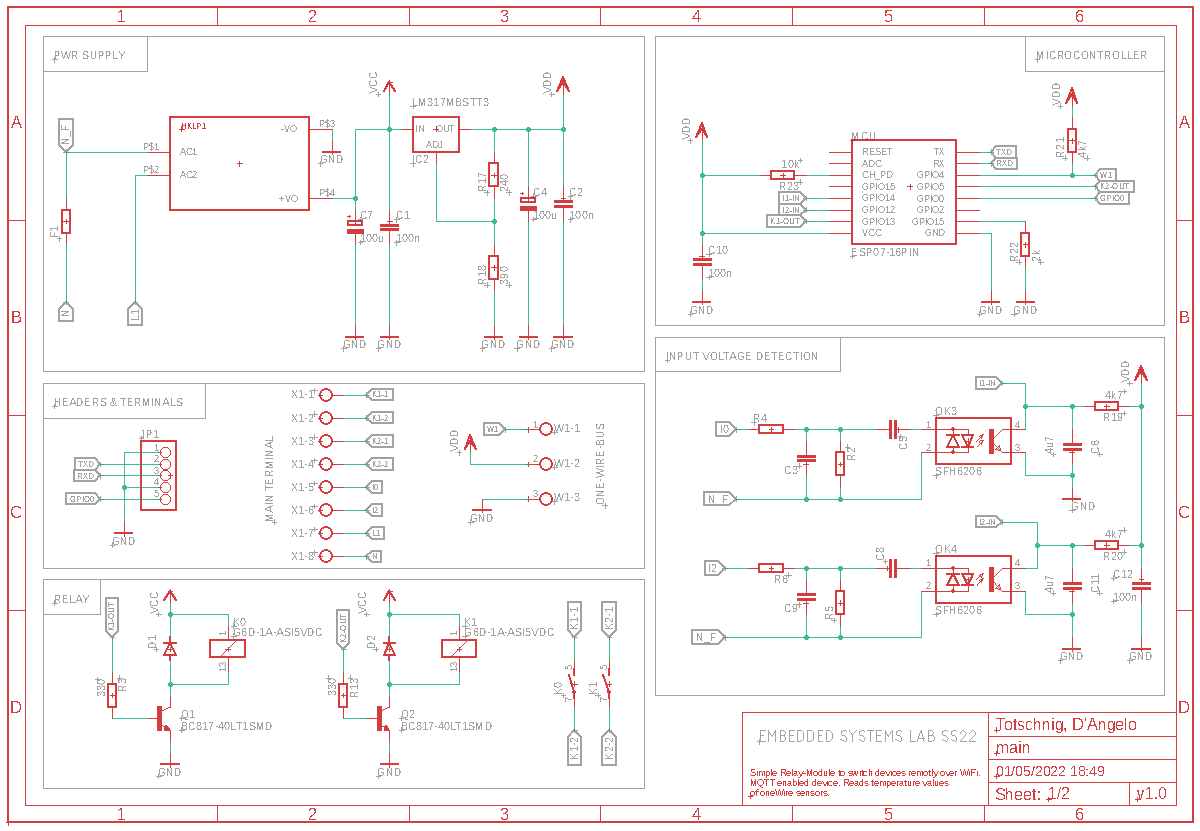 1 2 3 4 5 6
A A
B B
C C
D D
PWR SUPPLY
N_F
HKLP1
P$1 AC1
P$2 AC2
-VO P$3
+VO P$4
GND
F1
N
L1
VCC
LM317MBSTT3
IN OUT
ADJ
C2
VDD
R17
240
R18
390
C7
100u
C1
100n
C4
100u
C2
100n
GND GND GND GND GND
MICROCONTROLLER
VDD
VDD
R21
4k7
MCU
10k
R23
RESET TX TXD
ADC RX RXD
CH_PD GPIO4 W1
GPIO16 GPIO5 K2-OUT
I1-IN GPIO14 GPIO0 GPIO0
I2-IN GPIO12 GPIO2
K1-OUT GPIO13 GPIO15
VCC GND
ESP07-16PIN
C10
100n
R22
2k
GND GND GND
HEADERS & TERMINALS
JP1
1
2
3
4
5
TXD
RXD
GPIO0
GND
MAIN TERMINAL
X1-1 K1-1
X1-2 K1-2
X1-3 K2-1
X1-4 K2-2
X1-5 I0
X1-6 I2
X1-7 L1
X1-8 N
VDD
W1 1 W1-1
2 W1-2
3 W1-3
GND
ONE-WIRE BUS
INPUT VOLTAGE DETECTION
VDD
I1-IN
I0
R4
C3
R2
C5
OK3
1
2
4
3
SFH6206
4k7
R19
4u7
C6
GND
N_F
I2-IN
I2
R6
C9
R5
C8
OK4
1
2
4
3
SFH6206
4k7
R20
4u7
C11
C12
100n
N_F
GND GND
RELAY
K1-OUT
VCC
D1
K0
G6D-1A-ASI5VDC
1
13
330
R3
Q1
BC817-40LT1SMD
GND
K2-OUT
VCC
D2
K1
G6D-1A-ASI5VDC
1
13
330
R13
Q2
BC817-40LT1SMD
GND
K1-1 K2-1
K0 5
7
K1 5
7
K1-2 K2-2
EMBEDDED SYSTEMS LAB SS22
Simple Relay-Module to switch devices remotly over WiFi.
MQTT enabled device. Reads temperature values
of oneWire sensors.
Totschnig, D'Angelo
main
01/05/2022 18:49
Sheet: 1/2 v1.0
1 2 3 4 5 6